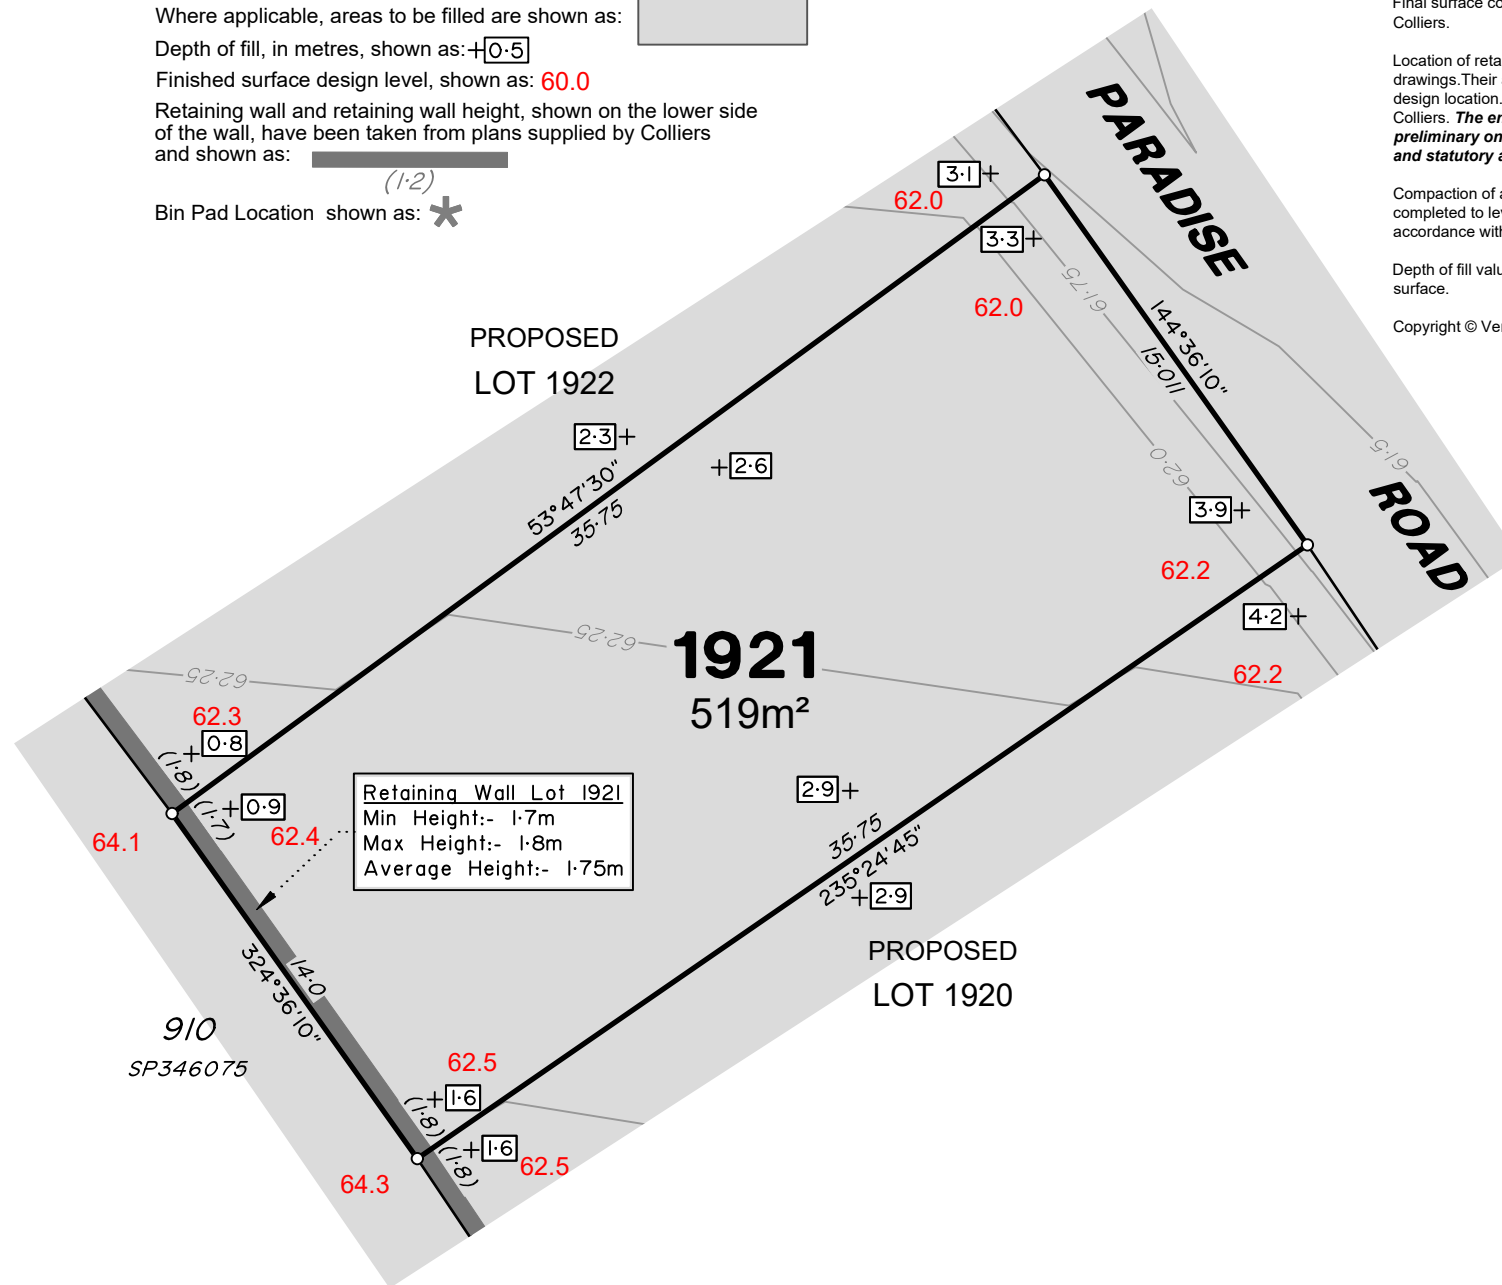 Where applicable, areas to be filled are shown as:
Depth of fill, in metres, shown as: +0·5
Finished surface design level, shown as: 60.0
Retaining wall and retaining wall height, shown on the lower side
of the wall, have been taken from plans supplied by Colliers
and shown as:
(1·2)
Bin Pad Location shown as: *
Final surface co
Colliers.
Location of reta
drawings.Their
design location.
Colliers. The en
preliminary on
and statutory a
Compaction of a
completed to lev
accordance with
Depth of fill valu
surface.
Copyright © Ver
PARADISE
ROAD
3·1+
62.0
3·3+
62.0
61·75
144°36'10"
15·011
62·0
61·5
PROPOSED
LOT 1922
2·3+
+2·6
53°47'30"
35·75
3·9+
62.2
4·2+
62.2
62·25
62·25
1921
519m²
62.3
+0·8
(1·8)
(1·7)
+0·9
62.4
64.1
Retaining Wall Lot 1921
Min Height:- 1·7m
Max Height:- 1·8m
Average Height:- 1·75m
2·9+
35·75
235°24'45"
+2·9
PROPOSED
LOT 1920
324°36'10"
14·0
910
SP346075
62.5
+1·6
(1·8)
(1·8)
+1·6
62.5
64.3